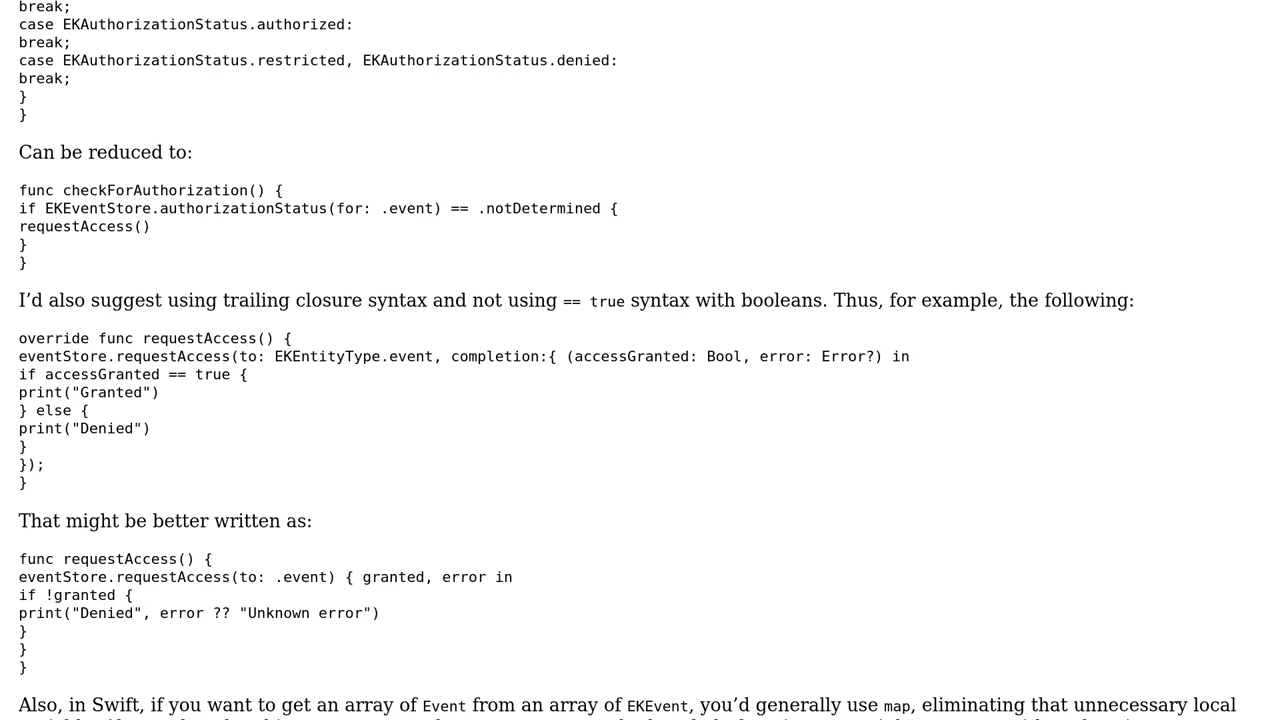 break;
case EKAuthorizationStatus.authorized:
break;
case EKAuthorizationStatus.restricted, EKAuthorizationStatus.denied:
break;
}
}
Can be reduced to:
func checkForAuthorization() {
if EKEventStore.authorizationStatus(for: .event) == .notDetermined {
requestAccess()
}
}
I’d also suggest using trailing closure syntax and not using == true syntax with booleans. Thus, for example, the following:
override func requestAccess() {
eventStore.requestAccess(to: EKEntityType.event, completion:{ (accessGranted: Bool, error: Error?) in
if accessGranted == true {
print("Granted")
} else {
print("Denied")
}
});
}
That might be better written as:
func requestAccess() {
eventStore.requestAccess(to: .event) { granted, error in
if !granted {
print("Denied", error ?? "Unknown error")
}
}
}
Also, in Swift, if you want to get an array of Event from an array of EKEvent, you’d generally use map, eliminating that unnecessary local